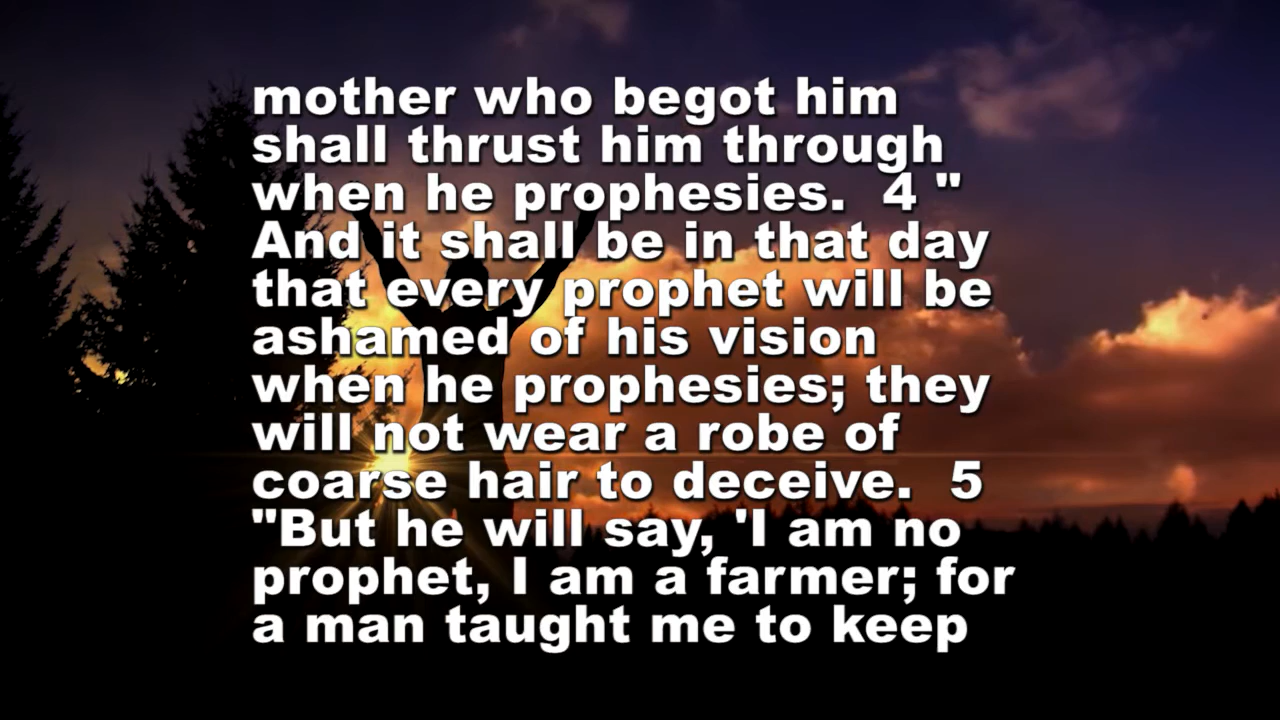 mother who begot him
shall thrust him through
when he prophesies.  4 "
And it shall be in that day
that every prophet will be
ashamed of his vision
when he prophesies; they
will not wear a robe of
coarse hair to deceive.  5
"But he will say, 'I am no
prophet, I am a farmer; for
a man taught me to keep